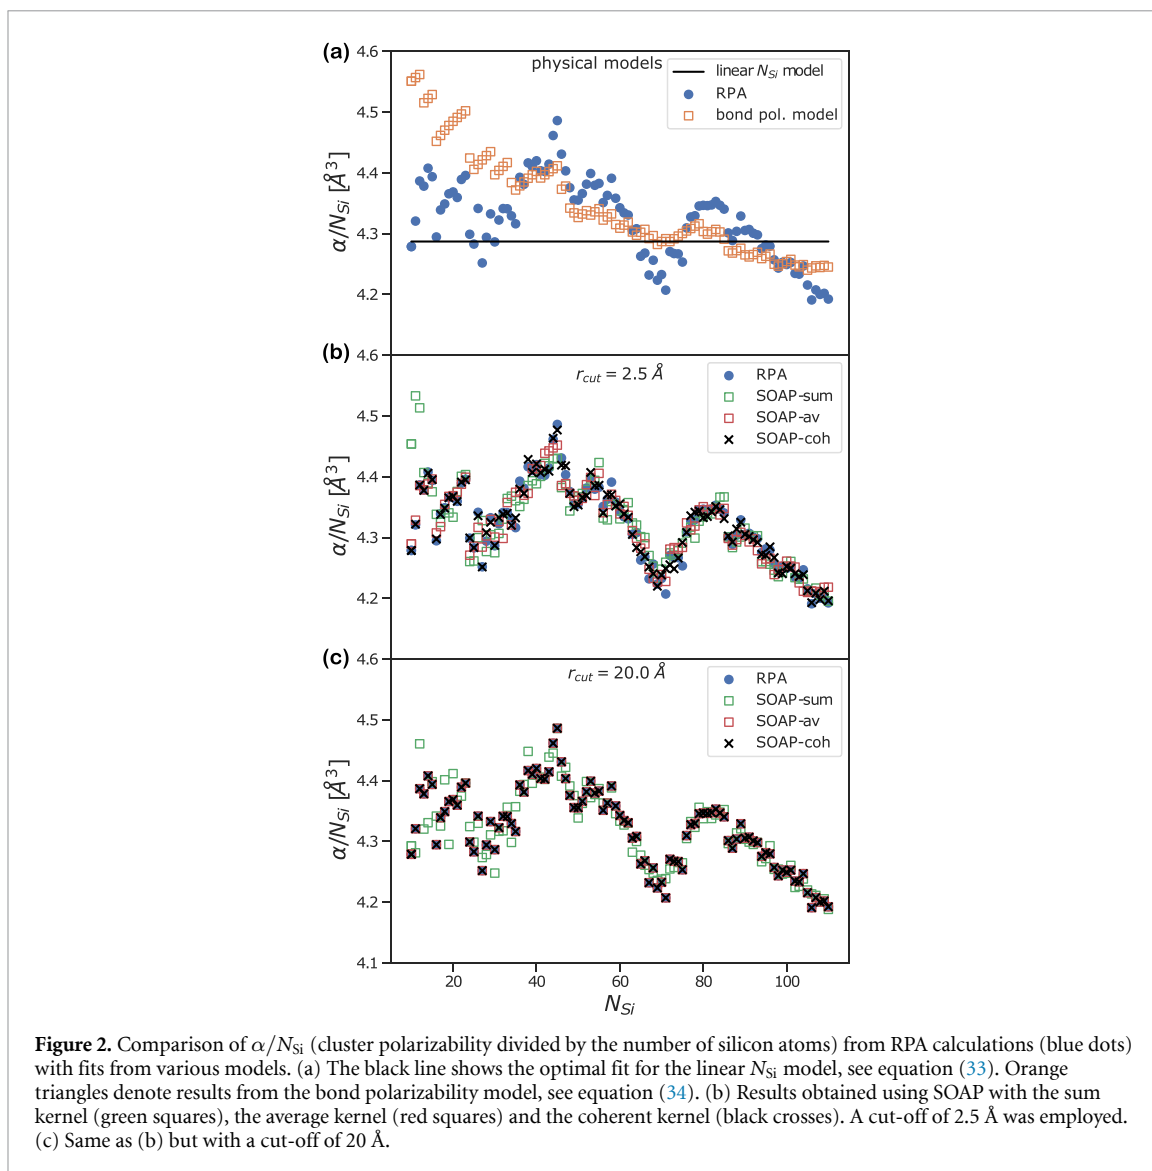 (a)
4.6
physical models
linear N_Si model
RPA
bond pol. model
4.5
4.4
4.3
4.2
α/N_Si [Å^3]
(b)
4.6
r_cut = 2.5 Å
RPA
SOAP-sum
SOAP-av
SOAP-coh
4.5
4.4
4.3
4.2
α/N_Si [Å^3]
(c)
4.6
r_cut = 20.0 Å
RPA
SOAP-sum
SOAP-av
SOAP-coh
4.5
4.4
4.3
4.2
4.1
α/N_Si [Å^3]
20 40 60 80 100
N_Si
Figure 2. Comparison of α/N_Si (cluster polarizability divided by the number of silicon atoms) from RPA calculations (blue dots)
with fits from various models. (a) The black line shows the optimal fit for the linear N_Si model, see equation (33). Orange
triangles denote results from the bond polarizability model, see equation (34). (b) Results obtained using SOAP with the sum
kernel (green squares), the average kernel (red squares) and the coherent kernel (black crosses). A cut-off of 2.5 Å was employed.
(c) Same as (b) but with a cut-off of 20 Å.